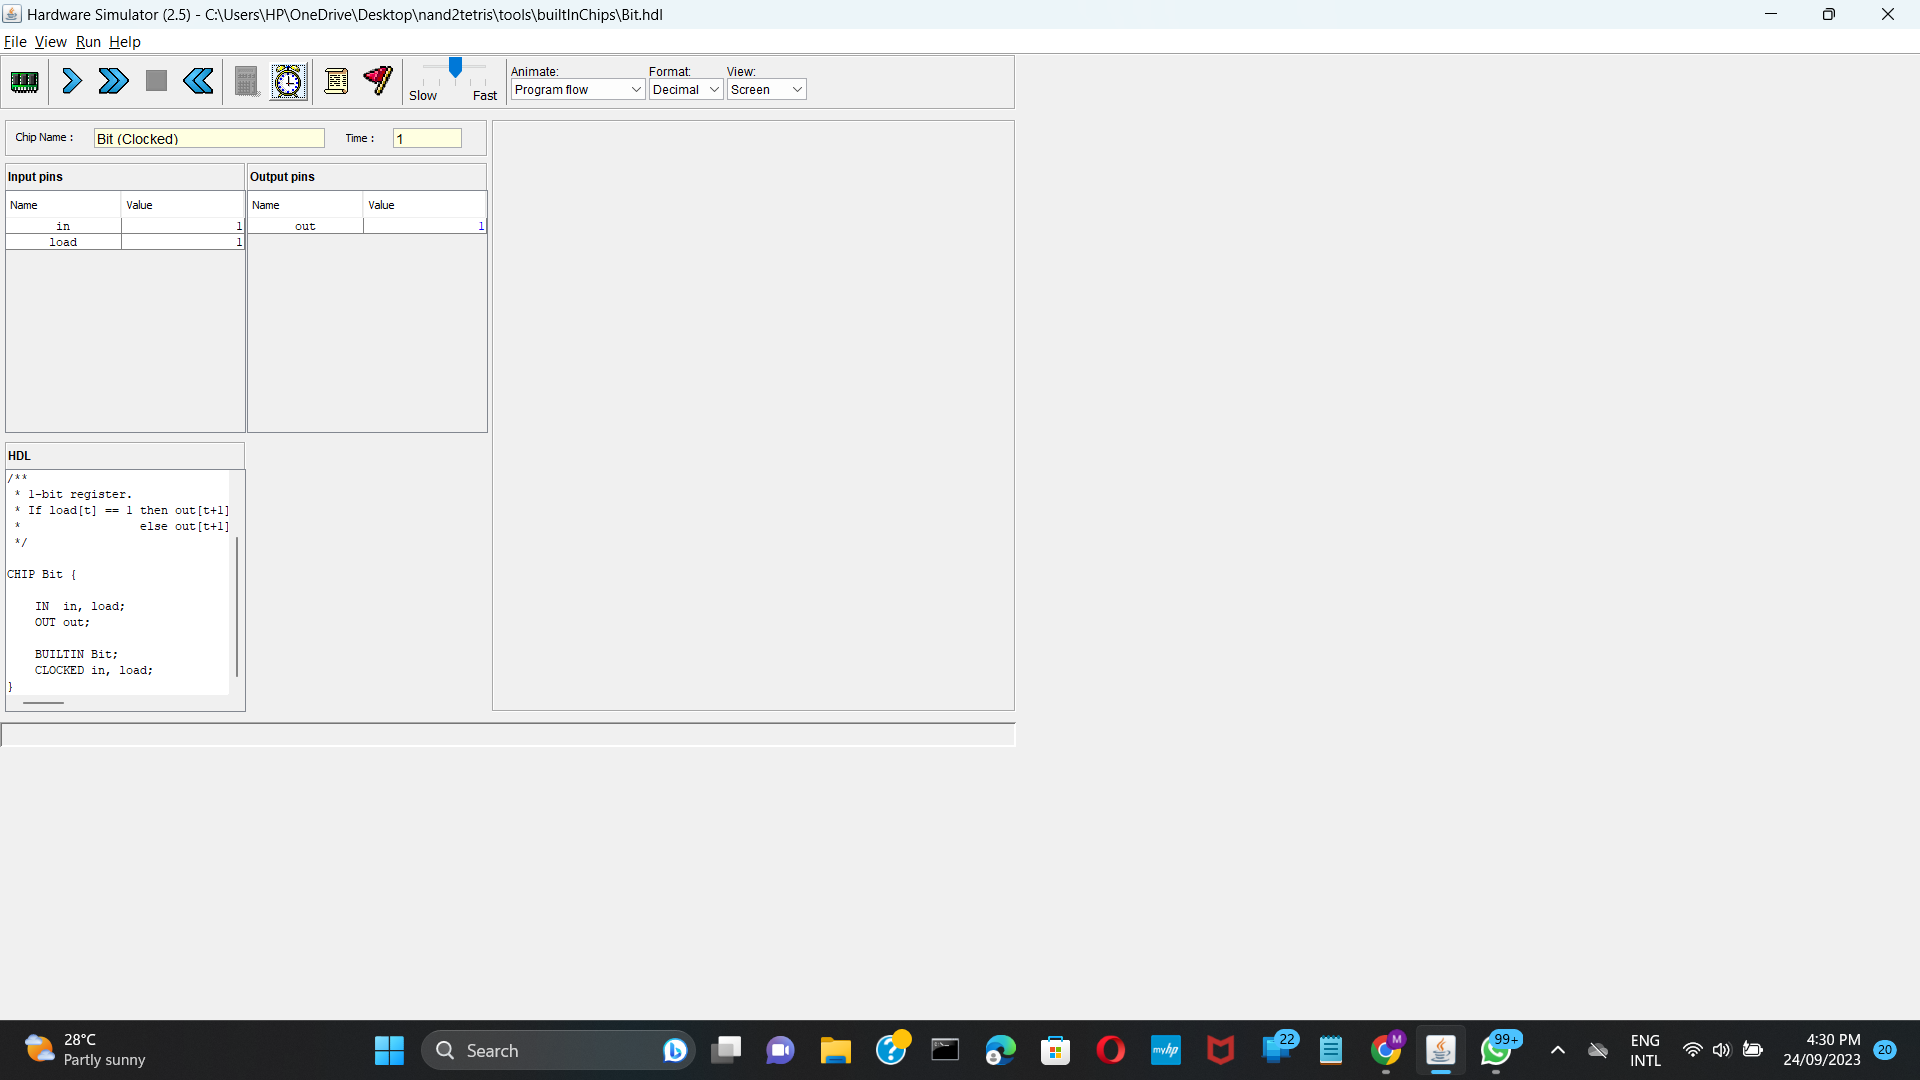 Hardware Simulator (2.5) - C:\Users\HP\OneDrive\Desktop\nand2tetris\tools\builtInChips\Bit.hdl
File View Run Help
Slow Fast
Animate: Format: View:
Program flow Decimal Screen
Chip Name : Bit (Clocked) Time : 1
Input pins Output pins
Name Value Name Value
in 1 out 1
load 1
HDL
/**
* 1-bit register.
* If load[t] == 1 then out[t+1]
* else out[t+1]
*/
CHIP Bit {
IN in, load;
OUT out;
BUILTIN Bit;
CLOCKED in, load;
}
28°C
Partly sunny
Search
myhp
22
M
99+
ENG
INTL
4:30 PM
24/09/2023
20